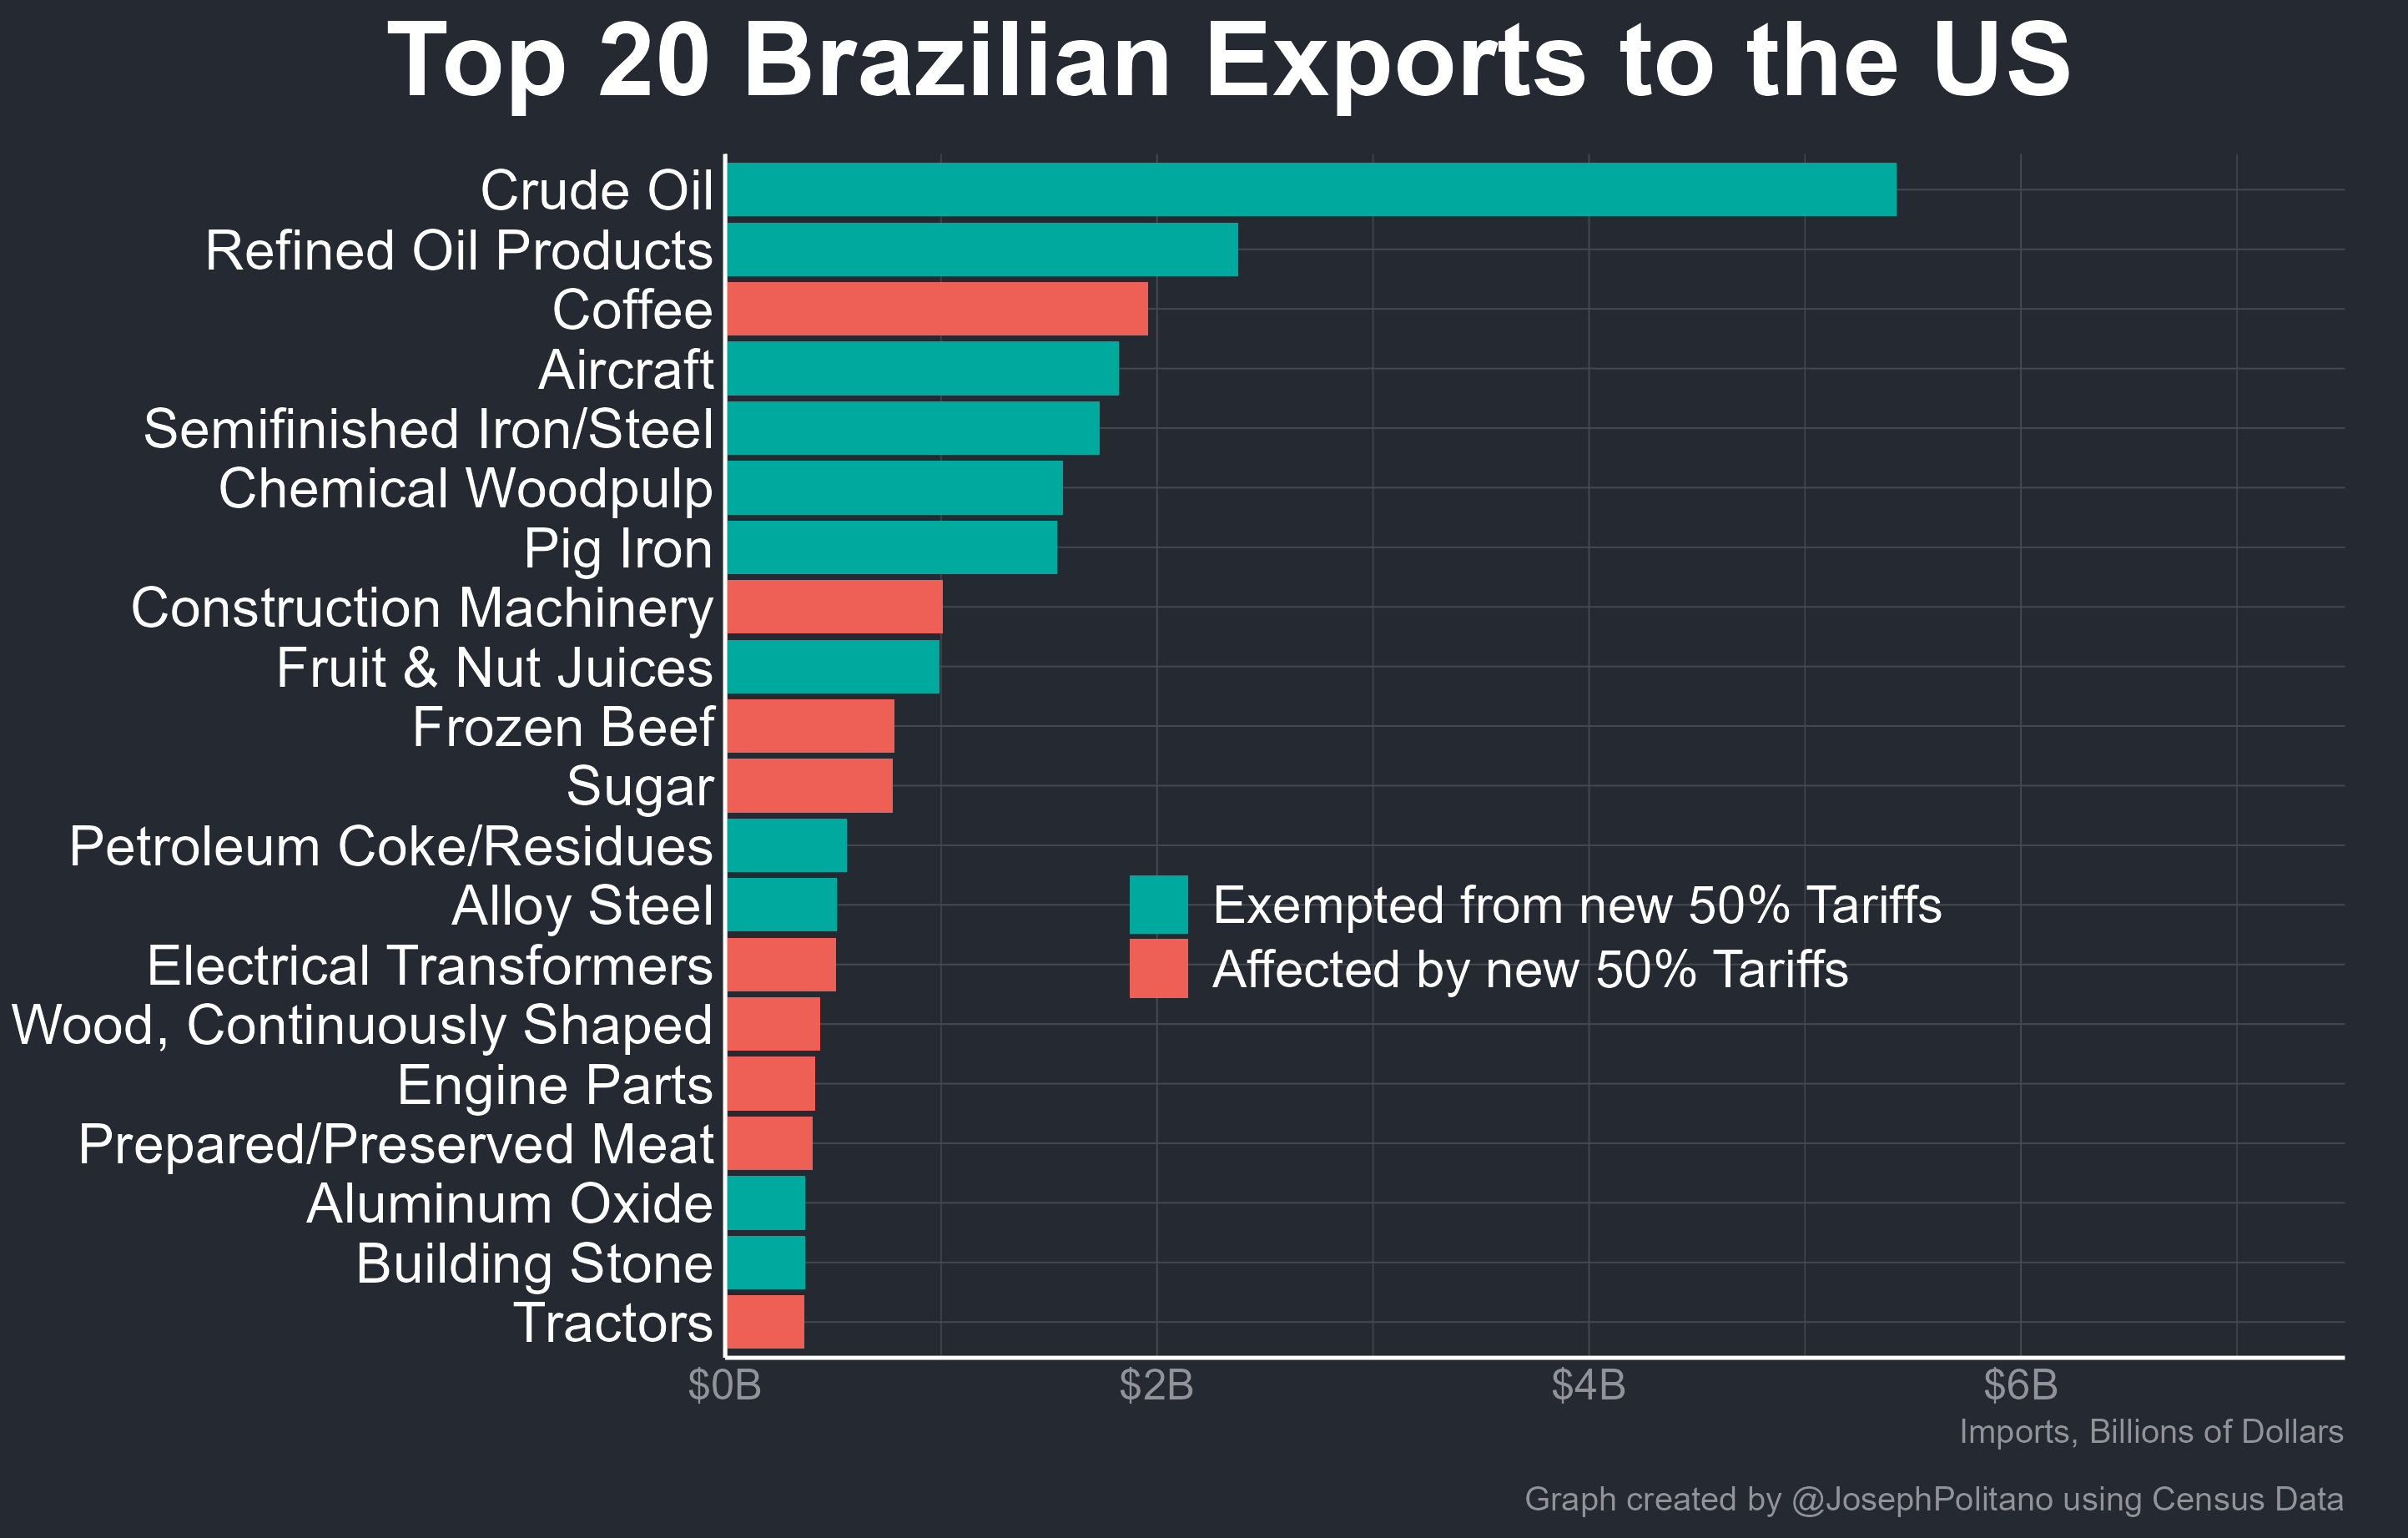 Top 20 Brazilian Exports to the US
Crude Oil
Refined Oil Products
Coffee
Aircraft
Semifinished Iron/Steel
Chemical Woodpulp
Pig Iron
Construction Machinery
Fruit & Nut Juices
Frozen Beef
Sugar
Petroleum Coke/Residues
Alloy Steel
Electrical Transformers
Wood, Continuously Shaped
Engine Parts
Prepared/Preserved Meat
Aluminum Oxide
Building Stone
Tractors
Exempted from new 50% Tariffs
Affected by new 50% Tariffs
$0B $2B $4B $6B
Imports, Billions of Dollars
Graph created by @JosephPolitano using Census Data